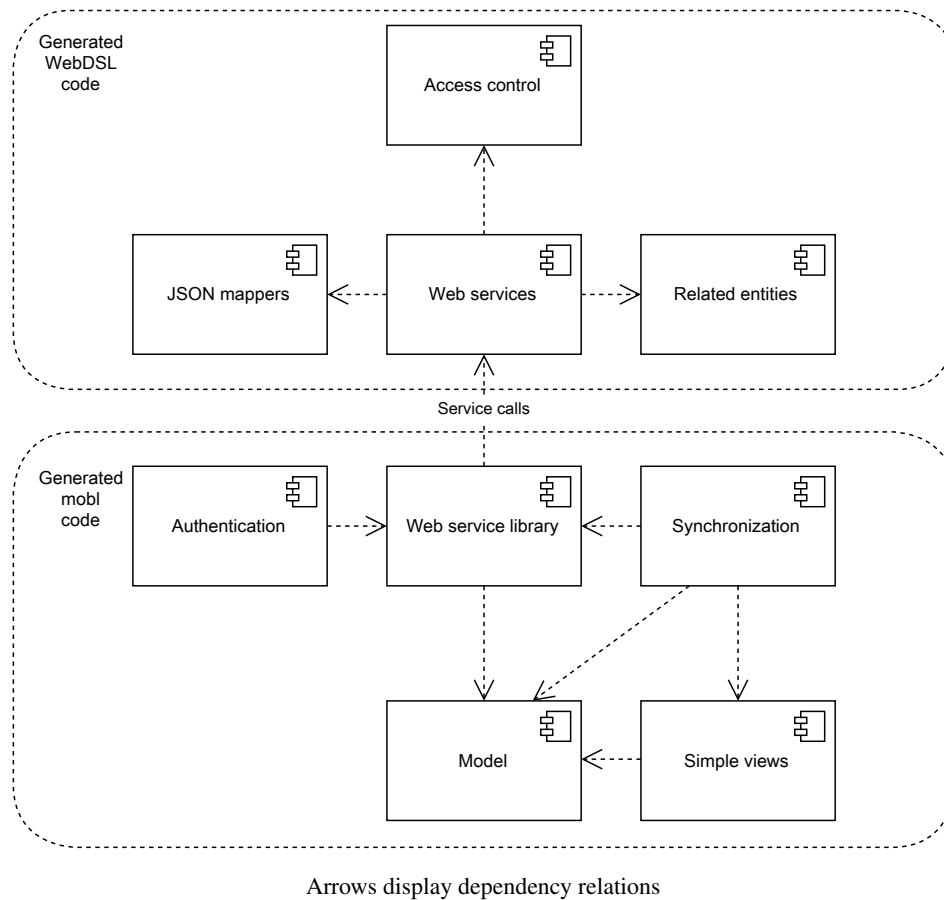 Generated
WebDSL
code
Access control
JSON mappers
Web services
Related entities
Service calls
Generated
mobl
code
Authentication
Web service library
Synchronization
Model
Simple views
Arrows display dependency relations